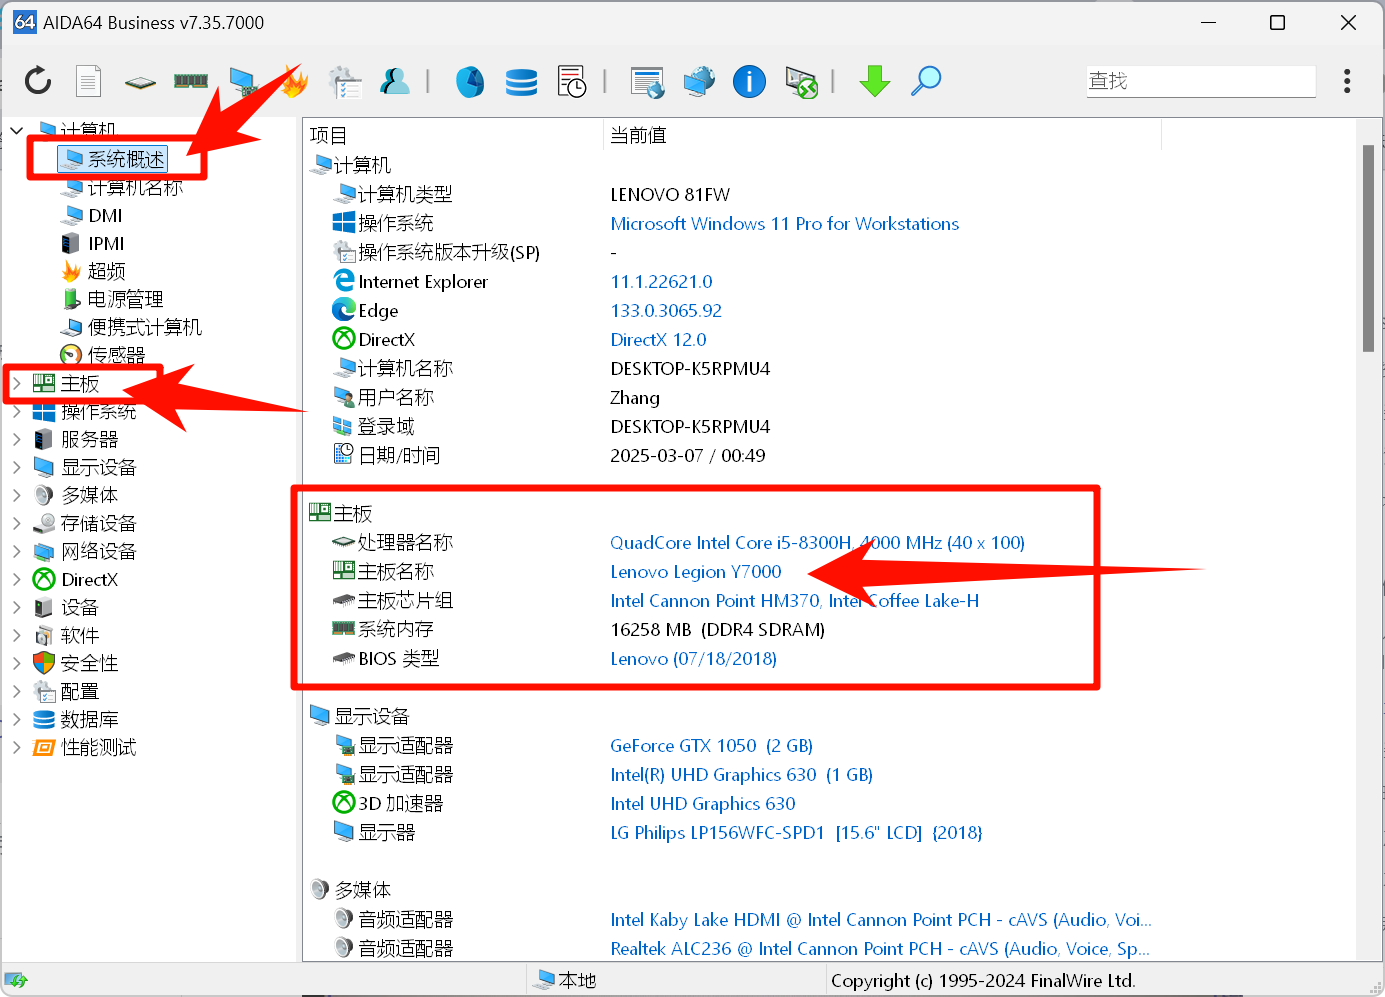 64 AIDA64 Business v7.35.7000
查找
计算机
系统概述
计算机名称
DMI
IPMI
超频
电源管理
便携式计算机
传感器
主板
操作系统
服务器
显示设备
多媒体
存储设备
网络设备
DirectX
设备
软件
安全性
配置
数据库
性能测试
项目 当前值
计算机
计算机类型 LENOVO 81FW
操作系统 Microsoft Windows 11 Pro for Workstations
操作系统版本升级(SP) -
Internet Explorer 11.1.22621.0
Edge 133.0.3065.92
DirectX DirectX 12.0
计算机名称 DESKTOP-K5RPMU4
用户名称 Zhang
登录域 DESKTOP-K5RPMU4
日期/时间 2025-03-07 / 00:49
主板
处理器名称 QuadCore Intel Core i5-8300H, 4000 MHz (40 x 100)
主板名称 Lenovo Legion Y7000
主板芯片组 Intel Cannon Point HM370, Intel Coffee Lake-H
系统内存 16258 MB  (DDR4 SDRAM)
BIOS 类型 Lenovo (07/18/2018)
显示设备
显示适配器 GeForce GTX 1050  (2 GB)
显示适配器 Intel(R) UHD Graphics 630  (1 GB)
3D 加速器 Intel UHD Graphics 630
显示器 LG Philips LP156WFC-SPD1  [15.6" LCD]  {2018}
多媒体
音频适配器 Intel Kaby Lake HDMI @ Intel Cannon Point PCH - cAVS (Audio, Voi...
音频适配器 Realtek ALC236 @ Intel Cannon Point PCH - cAVS (Audio, Voice, Sp...
本地 Copyright (c) 1995-2024 FinalWire Ltd.